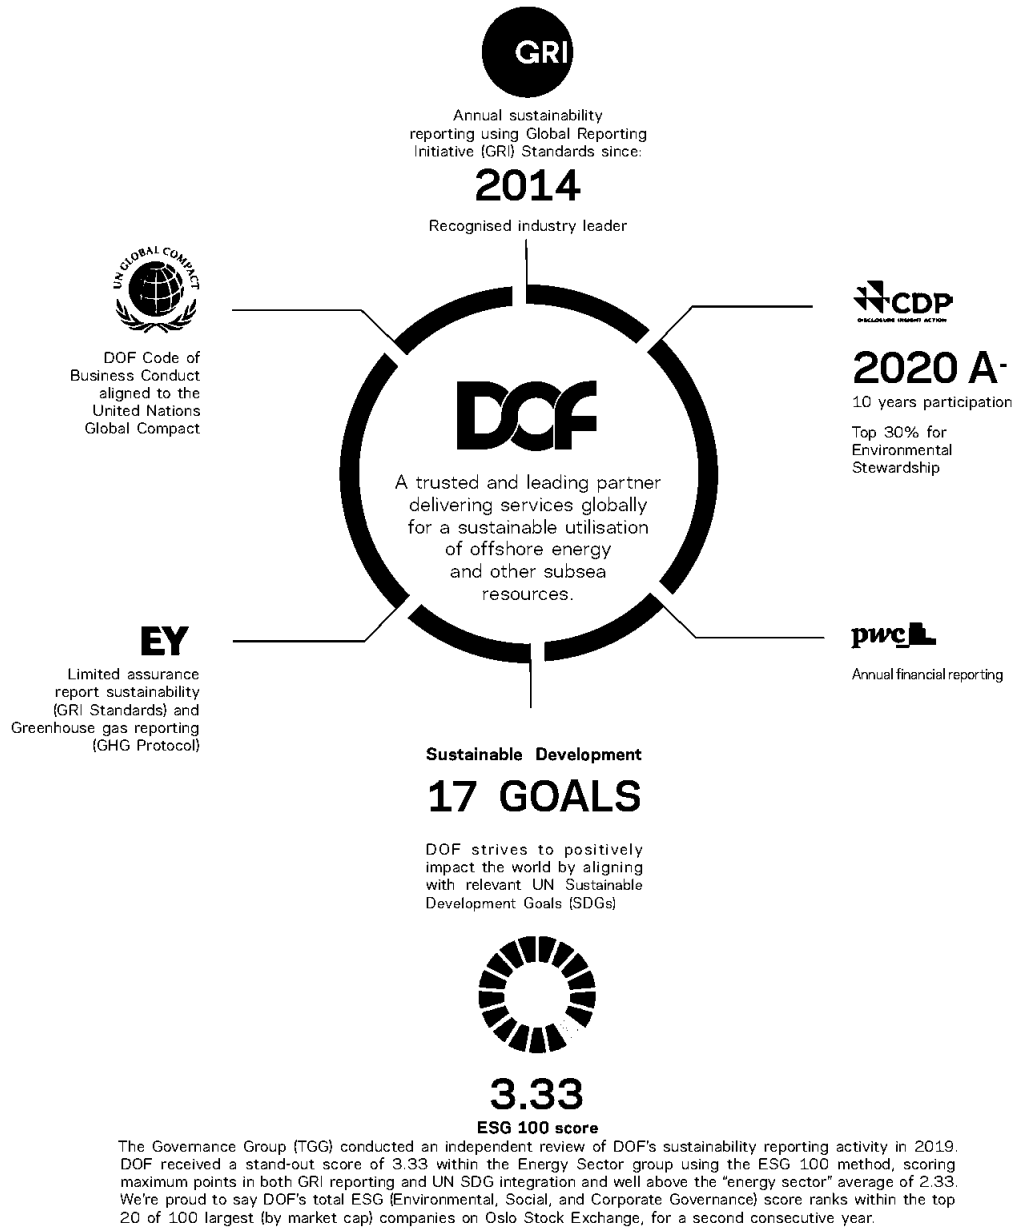 GRI
Annual sustainability
reporting using Global Reporting
Initiative (GRI) Standards since:
2014
Recognised industry leader
UN GLOBAL COMPACT
DOF Code of
Business Conduct
aligned to the
United Nations
Global Compact
CDP
DISCLOSURE INSIGHT ACTION
2020 A-
10 years participation
Top 30% for
Environmental
Stewardship
DOF
A trusted and leading partner
delivering services globally
for a sustainable utilisation
of offshore energy
and other subsea
resources.
EY
Limited assurance
report sustainability
(GRI Standards) and
Greenhouse gas reporting
(GHG Protocol)
pwc
Annual financial reporting
Sustainable Development
17 GOALS
DOF strives to positively
impact the world by aligning
with relevant UN Sustainable
Development Goals (SDGs)
3.33
ESG 100 score
The Governance Group (TGG) conducted an independent review of DOF's sustainability reporting activity in 2019.
DOF received a stand-out score of 3.33 within the Energy Sector group using the ESG 100 method, scoring
maximum points in both GRI reporting and UN SDG integration and well above the "energy sector" average of 2.33.
We're proud to say DOF's total ESG (Environmental, Social, and Corporate Governance) score ranks within the top
20 of 100 largest (by market cap) companies on Oslo Stock Exchange, for a second consecutive year.